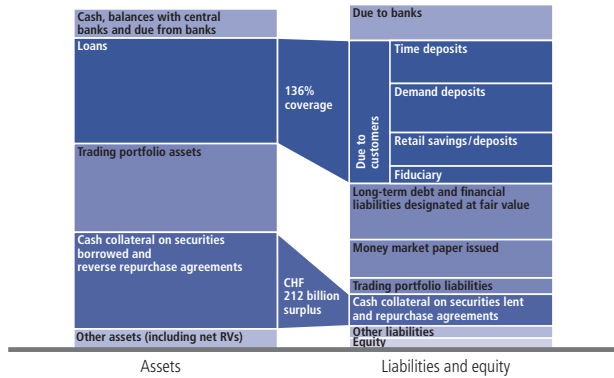 Cash, balances with central
banks and due from banks
Loans
Trading portfolio assets
Cash collateral on securities
borrowed and
reverse repurchase agreements
Other assets (including net RVs)
136%
coverage
CHF
212 billion
surplus
Due to banks
Due to
customers
Time deposits
Demand deposits
Retail savings/deposits
Fiduciary
Long-term debt and financial
liabilities designated at fair value
Money market paper issued
Trading portfolio liabilities
Cash collateral on securities lent
and repurchase agreements
Other liabilities
Equity
Assets
Liabilities and equity